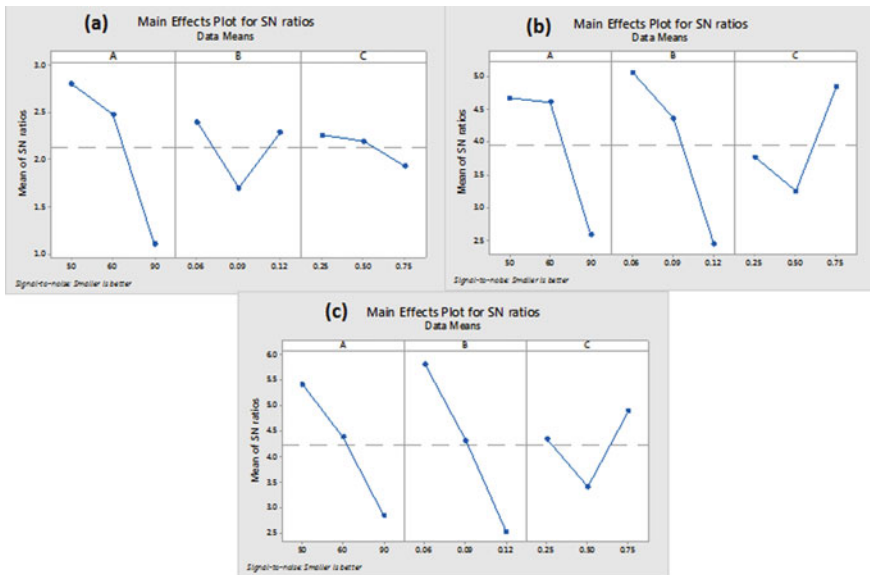 (a)
Main Effects Plot for SN ratios
Data Means
A B C
Mean of SN ratios
3.0
2.5
2.0
1.5
1.0
50 60 90 0.06 0.09 0.12 0.25 0.50 0.75
Signal-to-noise: Smaller is better
(b)
Main Effects Plot for SN ratios
Data Means
A B C
Mean of SN ratios
5.0
4.5
4.0
3.5
3.0
2.5
50 60 90 0.06 0.09 0.12 0.25 0.50 0.75
Signal-to-noise: Smaller is better
(c)
Main Effects Plot for SN ratios
Data Means
A B C
Mean of SN ratios
6.0
5.5
5.0
4.5
4.0
3.5
3.0
2.5
50 60 90 0.06 0.09 0.12 0.25 0.50 0.75
Signal-to-noise: Smaller is better